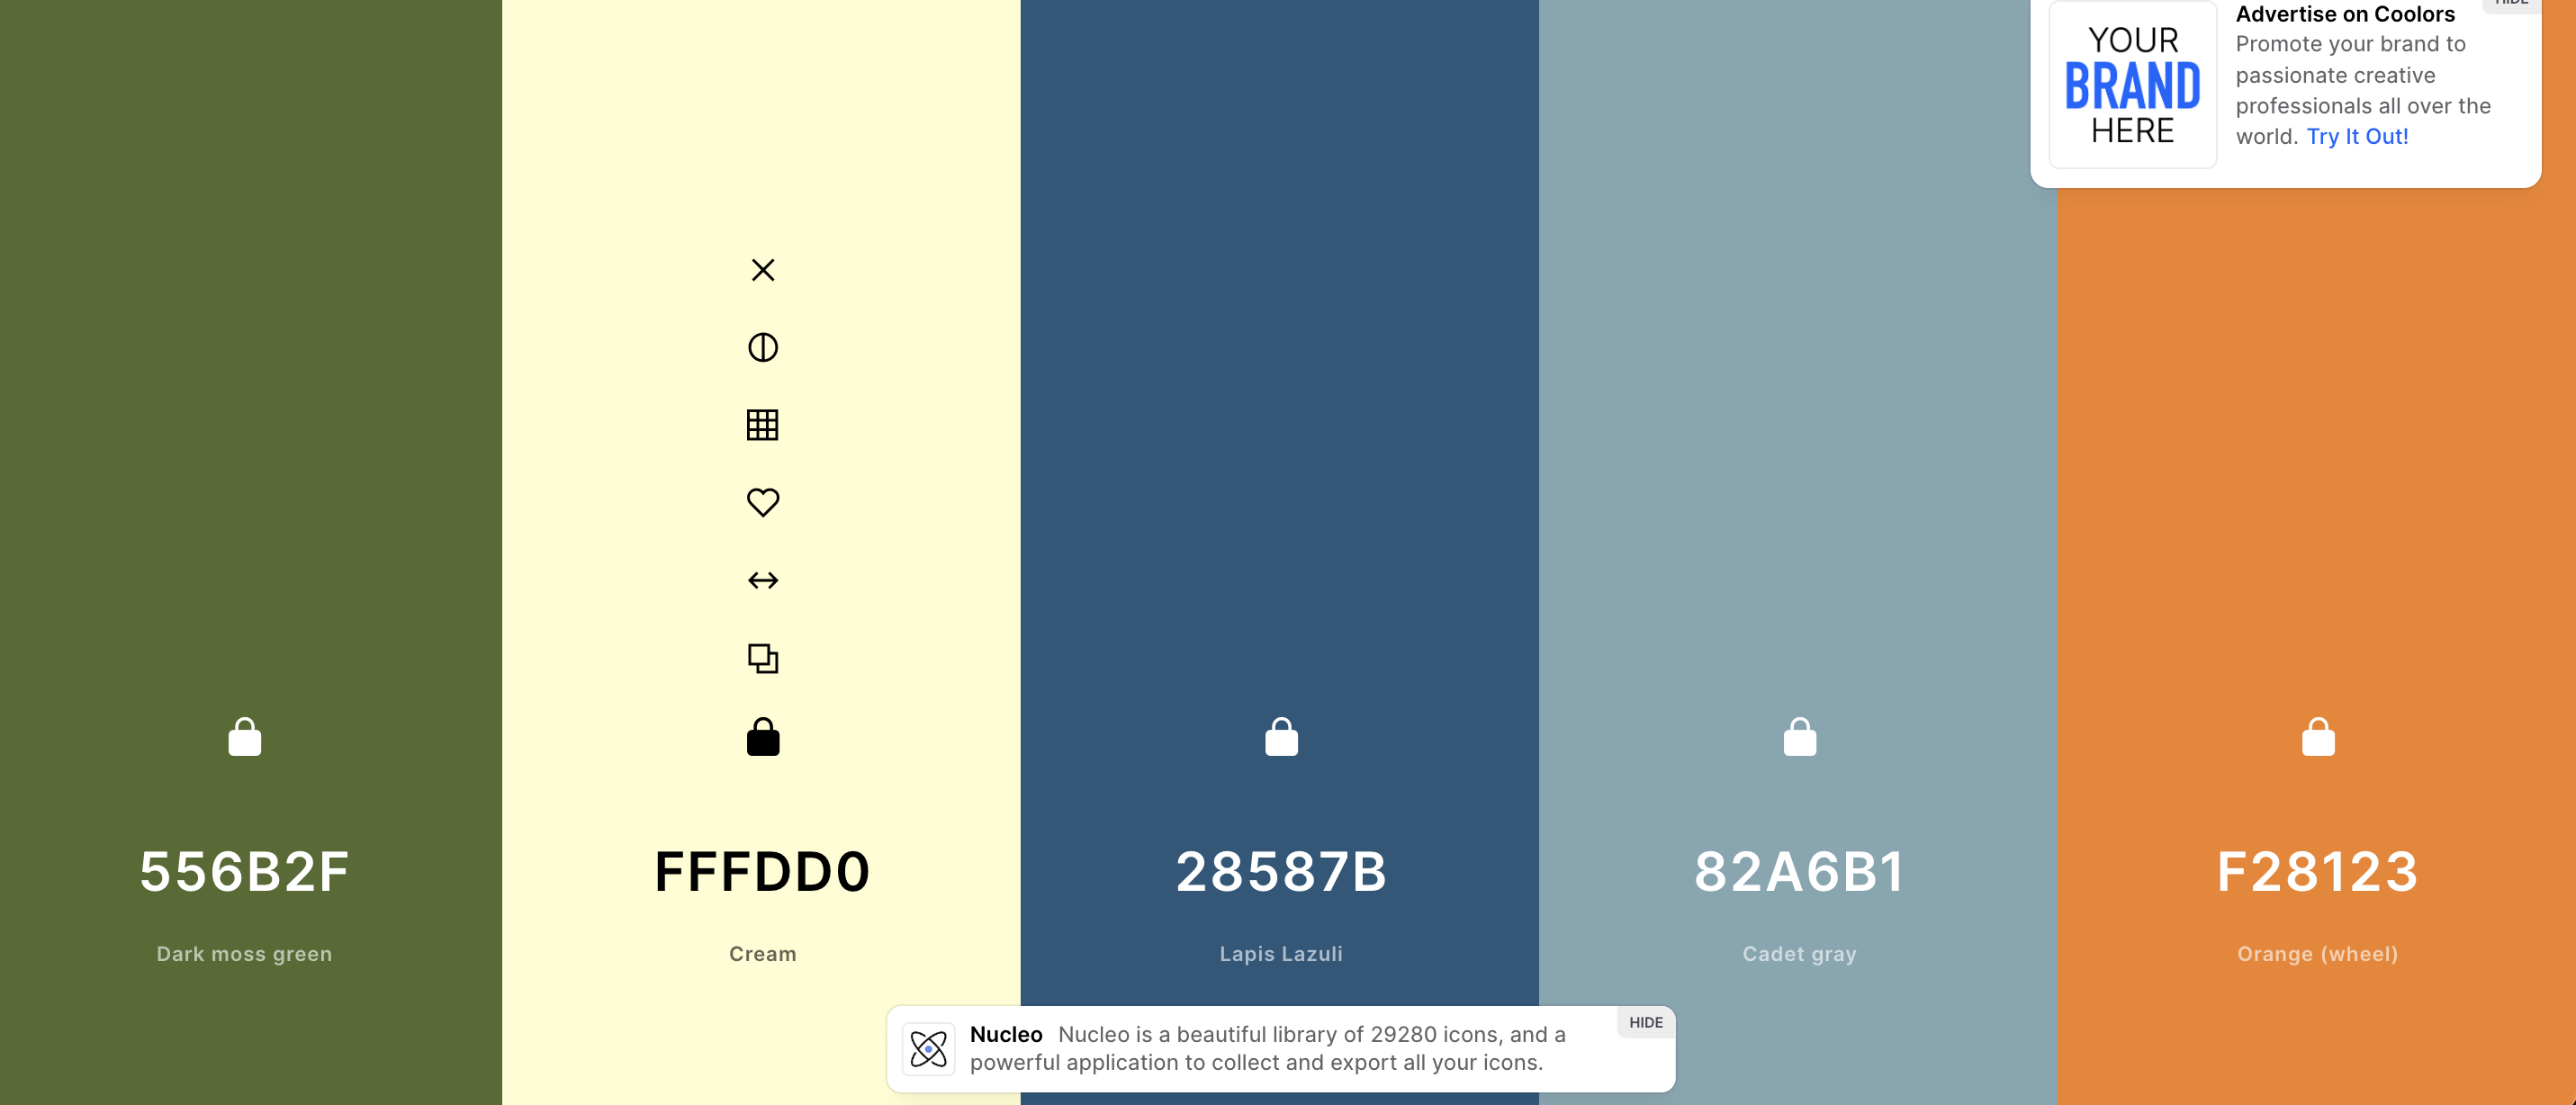 HIDE
Advertise on Coolors
Promote your brand to
passionate creative
professionals all over the
world. Try It Out!
YOUR
BRAND
HERE
556B2F
Dark moss green
FFFDD0
Cream
28587B
Lapis Lazuli
82A6B1
Cadet gray
F28123
Orange (wheel)
Nucleo Nucleo is a beautiful library of 29280 icons, and a
powerful application to collect and export all your icons.
HIDE